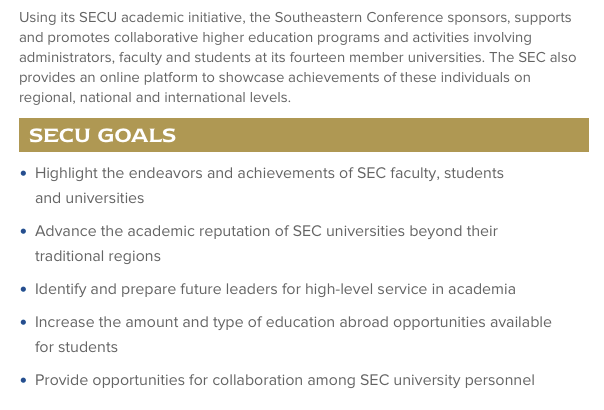 Using its SECU academic initiative, the Southeastern Conference sponsors, supports
and promotes collaborative higher education programs and activities involving
administrators, faculty and students at its fourteen member universities. The SEC also
provides an online platform to showcase achievements of these individuals on
regional, national and international levels.
SECU GOALS
• Highlight the endeavors and achievements of SEC faculty, students
and universities
• Advance the academic reputation of SEC universities beyond their
traditional regions
• Identify and prepare future leaders for high-level service in academia
• Increase the amount and type of education abroad opportunities available
for students
• Provide opportunities for collaboration among SEC university personnel